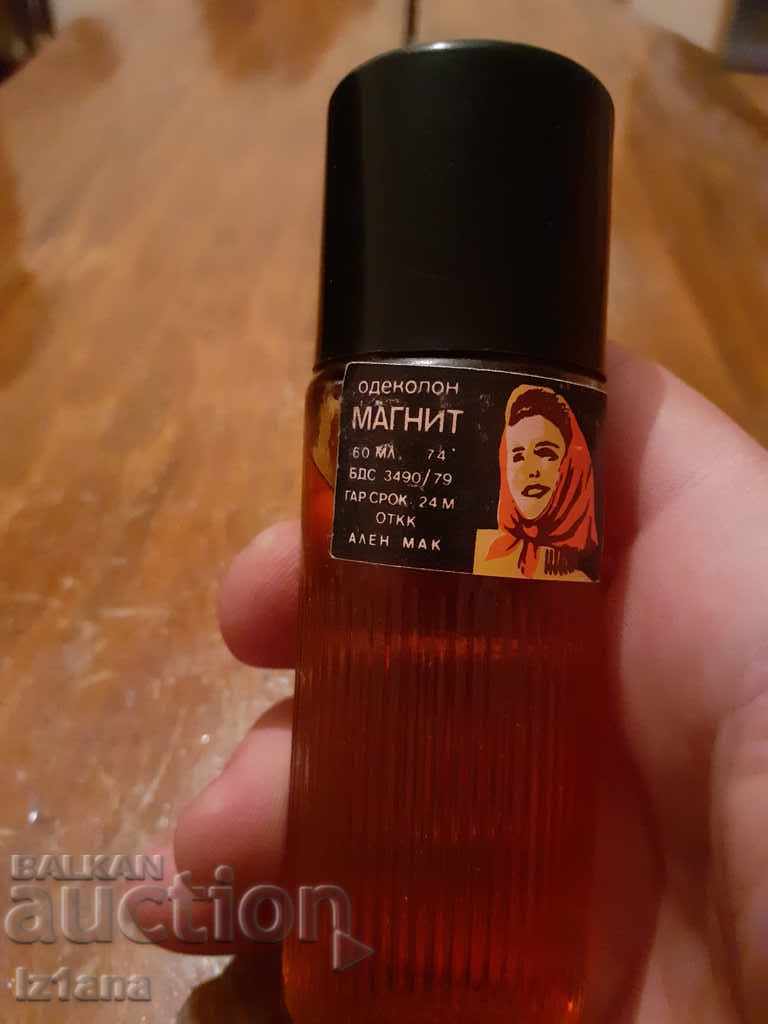 одеколон
МАГНИТ
60 МЛ. 74°
БДС 3490/79
ГАР СРОК 24 М
ОТКК
АЛЕН МАК
BALKAN
auction
Iz1ana